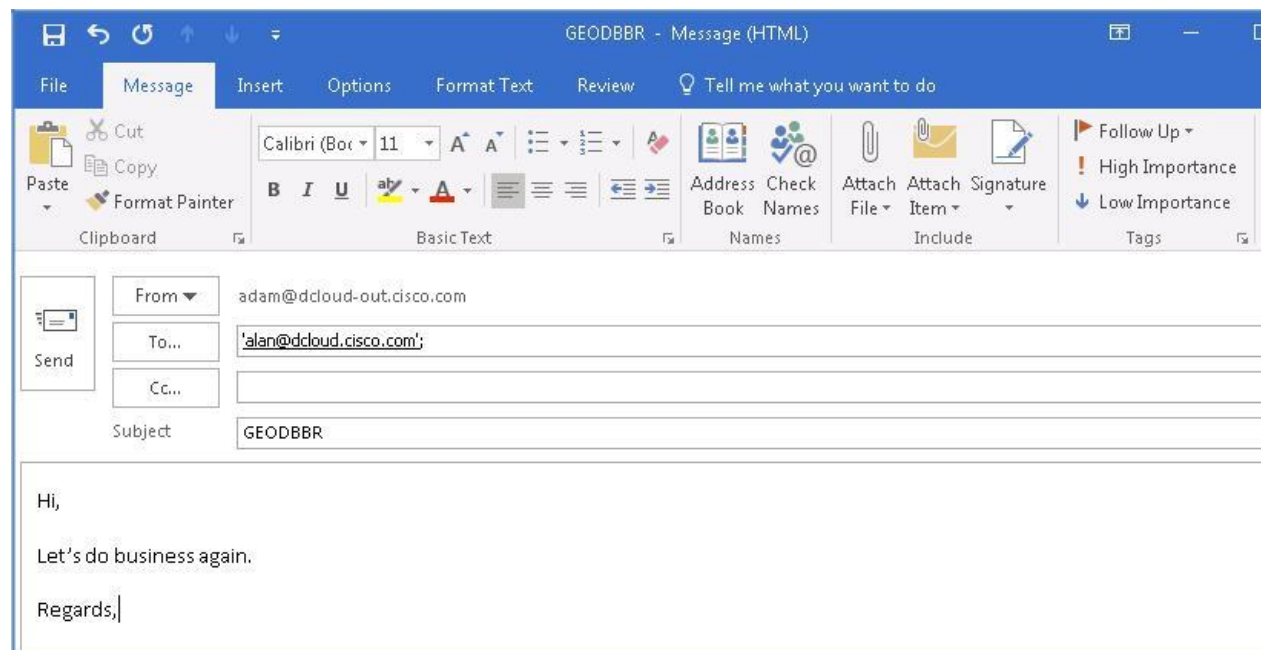 GEODBBR - Message (HTML)
File Message Insert Options Format Text Review Tell me what you want to do
Cut
Copy
Paste
Format Painter
Clipboard
Calibri (Boc 11
B I U
Basic Text
Address Book
Check Names
Names
Attach File
Attach Item
Signature
Include
Follow Up
High Importance
Low Importance
Tags
Send
From adam@dcloud-out.cisco.com
To... 'alan@dcloud.cisco.com';
Cc...
Subject GEODBBR
Hi,
Let's do business again.
Regards,